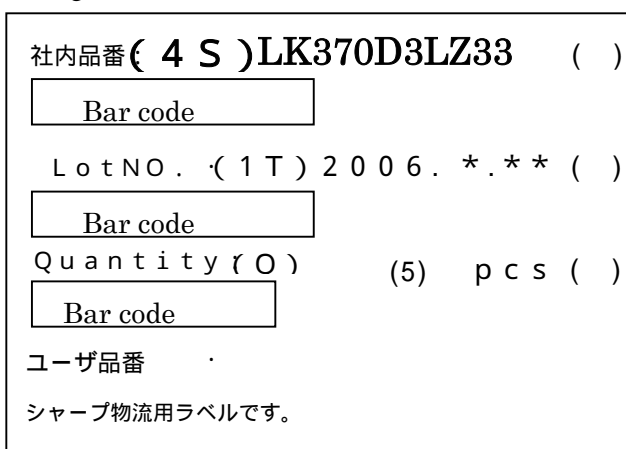 社内品番:(4S)LK370D3LZ33 ( )
Bar code
LotNO.:(1T)2006.*.** ( )
Bar code
Quantity:(Q) (5) pcs ( )
Bar code
ユーザ品番 :
シャープ物流用ラベルです。